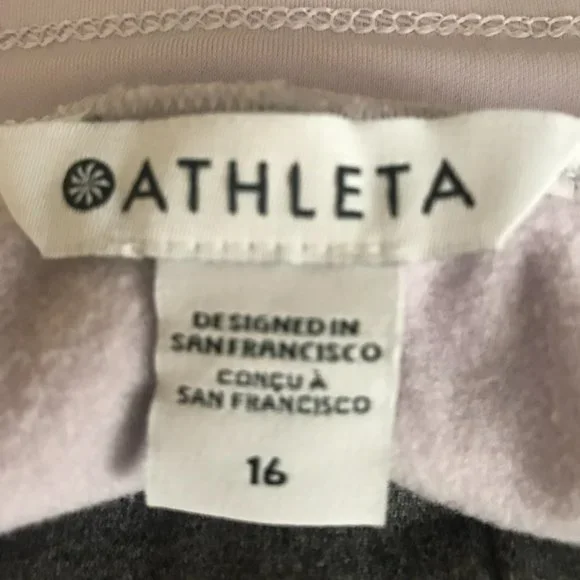 ATHLETA
DESIGNED IN
SAN FRANCISCO
CONÇU À
SAN FRANCISCO
16